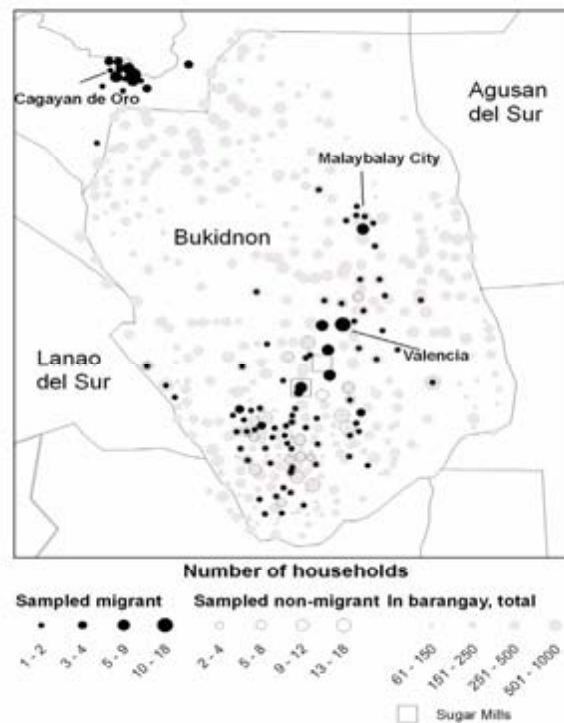 Cagayan de Oro
Agusan
del Sur
Malaybalay City
Bukidnon
Lanao
del Sur
Valencia
Number of households
Sampled migrant
1 - 2
3 - 4
5 - 9
10 - 18
Sampled non-migrant
2 - 4
5 - 8
9 - 12
13 - 18
In barangay, total
61 - 150
151 - 250
251 - 500
501 - 1000
Sugar Mills